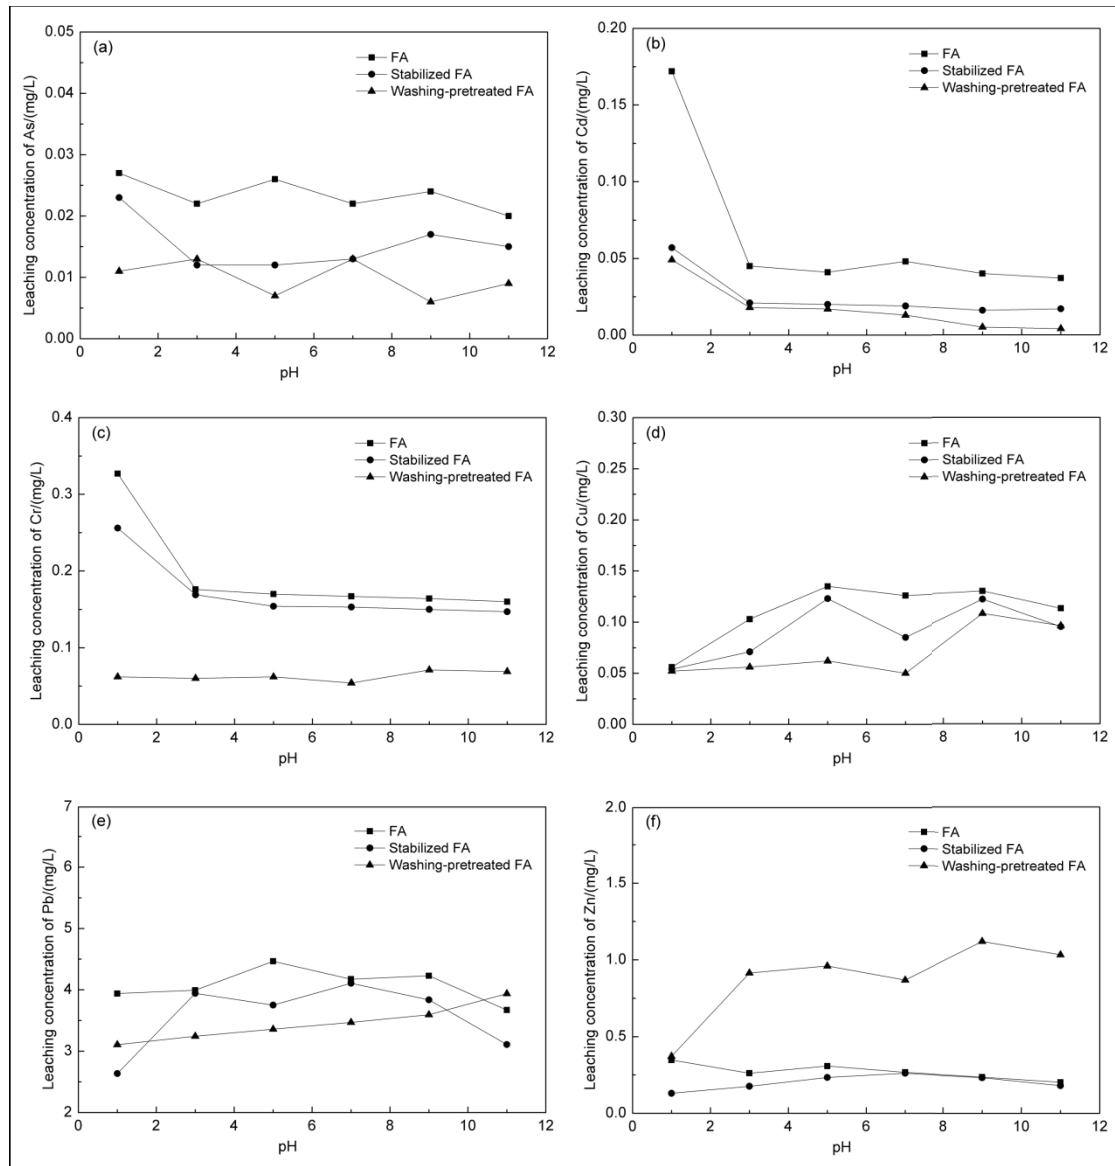 (a)
FA
Stabilized FA
Washing-pretreated FA
Leaching concentration of As/(mg/L)
0.05
0.04
0.03
0.02
0.01
0.00
0 2 4 6 8 10 12
pH
(b)
FA
Stabilized FA
Washing-pretreated FA
Leaching concentration of Cd/(mg/L)
0.20
0.15
0.10
0.05
0.00
0 2 4 6 8 10 12
pH
(c)
FA
Stabilized FA
Washing-pretreated FA
Leaching concentration of Cr/(mg/L)
0.4
0.3
0.2
0.1
0.0
0 2 4 6 8 10 12
pH
(d)
FA
Stabilized FA
Washing-pretreated FA
Leaching concentration of Cu/(mg/L)
0.30
0.25
0.20
0.15
0.10
0.05
0.00
0 2 4 6 8 10 12
pH
(e)
FA
Stabilized FA
Washing-pretreated FA
Leaching concentration of Pb/(mg/L)
7
6
5
4
3
2
0 2 4 6 8 10 12
pH
(f)
FA
Stabilized FA
Washing-pretreated FA
Leaching concentration of Zn/(mg/L)
2.0
1.5
1.0
0.5
0.0
0 2 4 6 8 10 12
pH